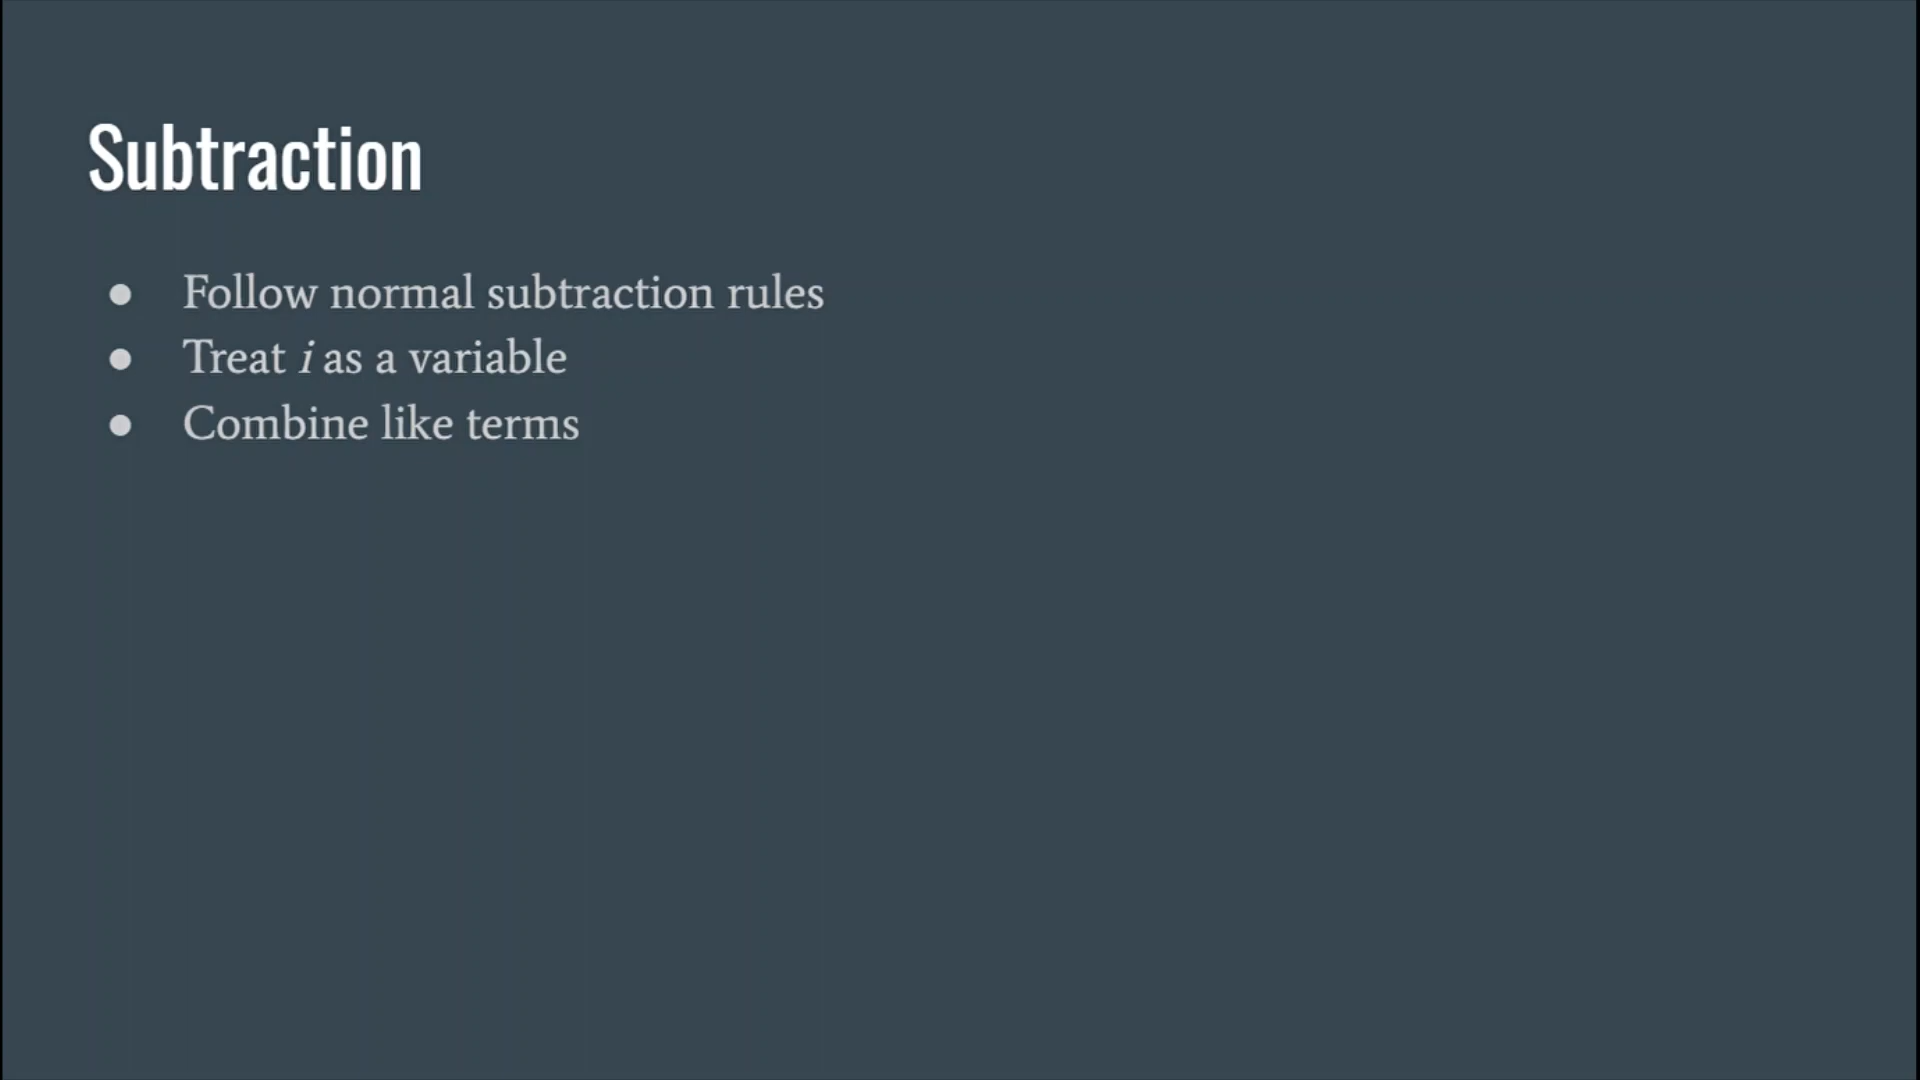 Subtraction
● Follow normal subtraction rules
● Treat i as a variable
● Combine like terms